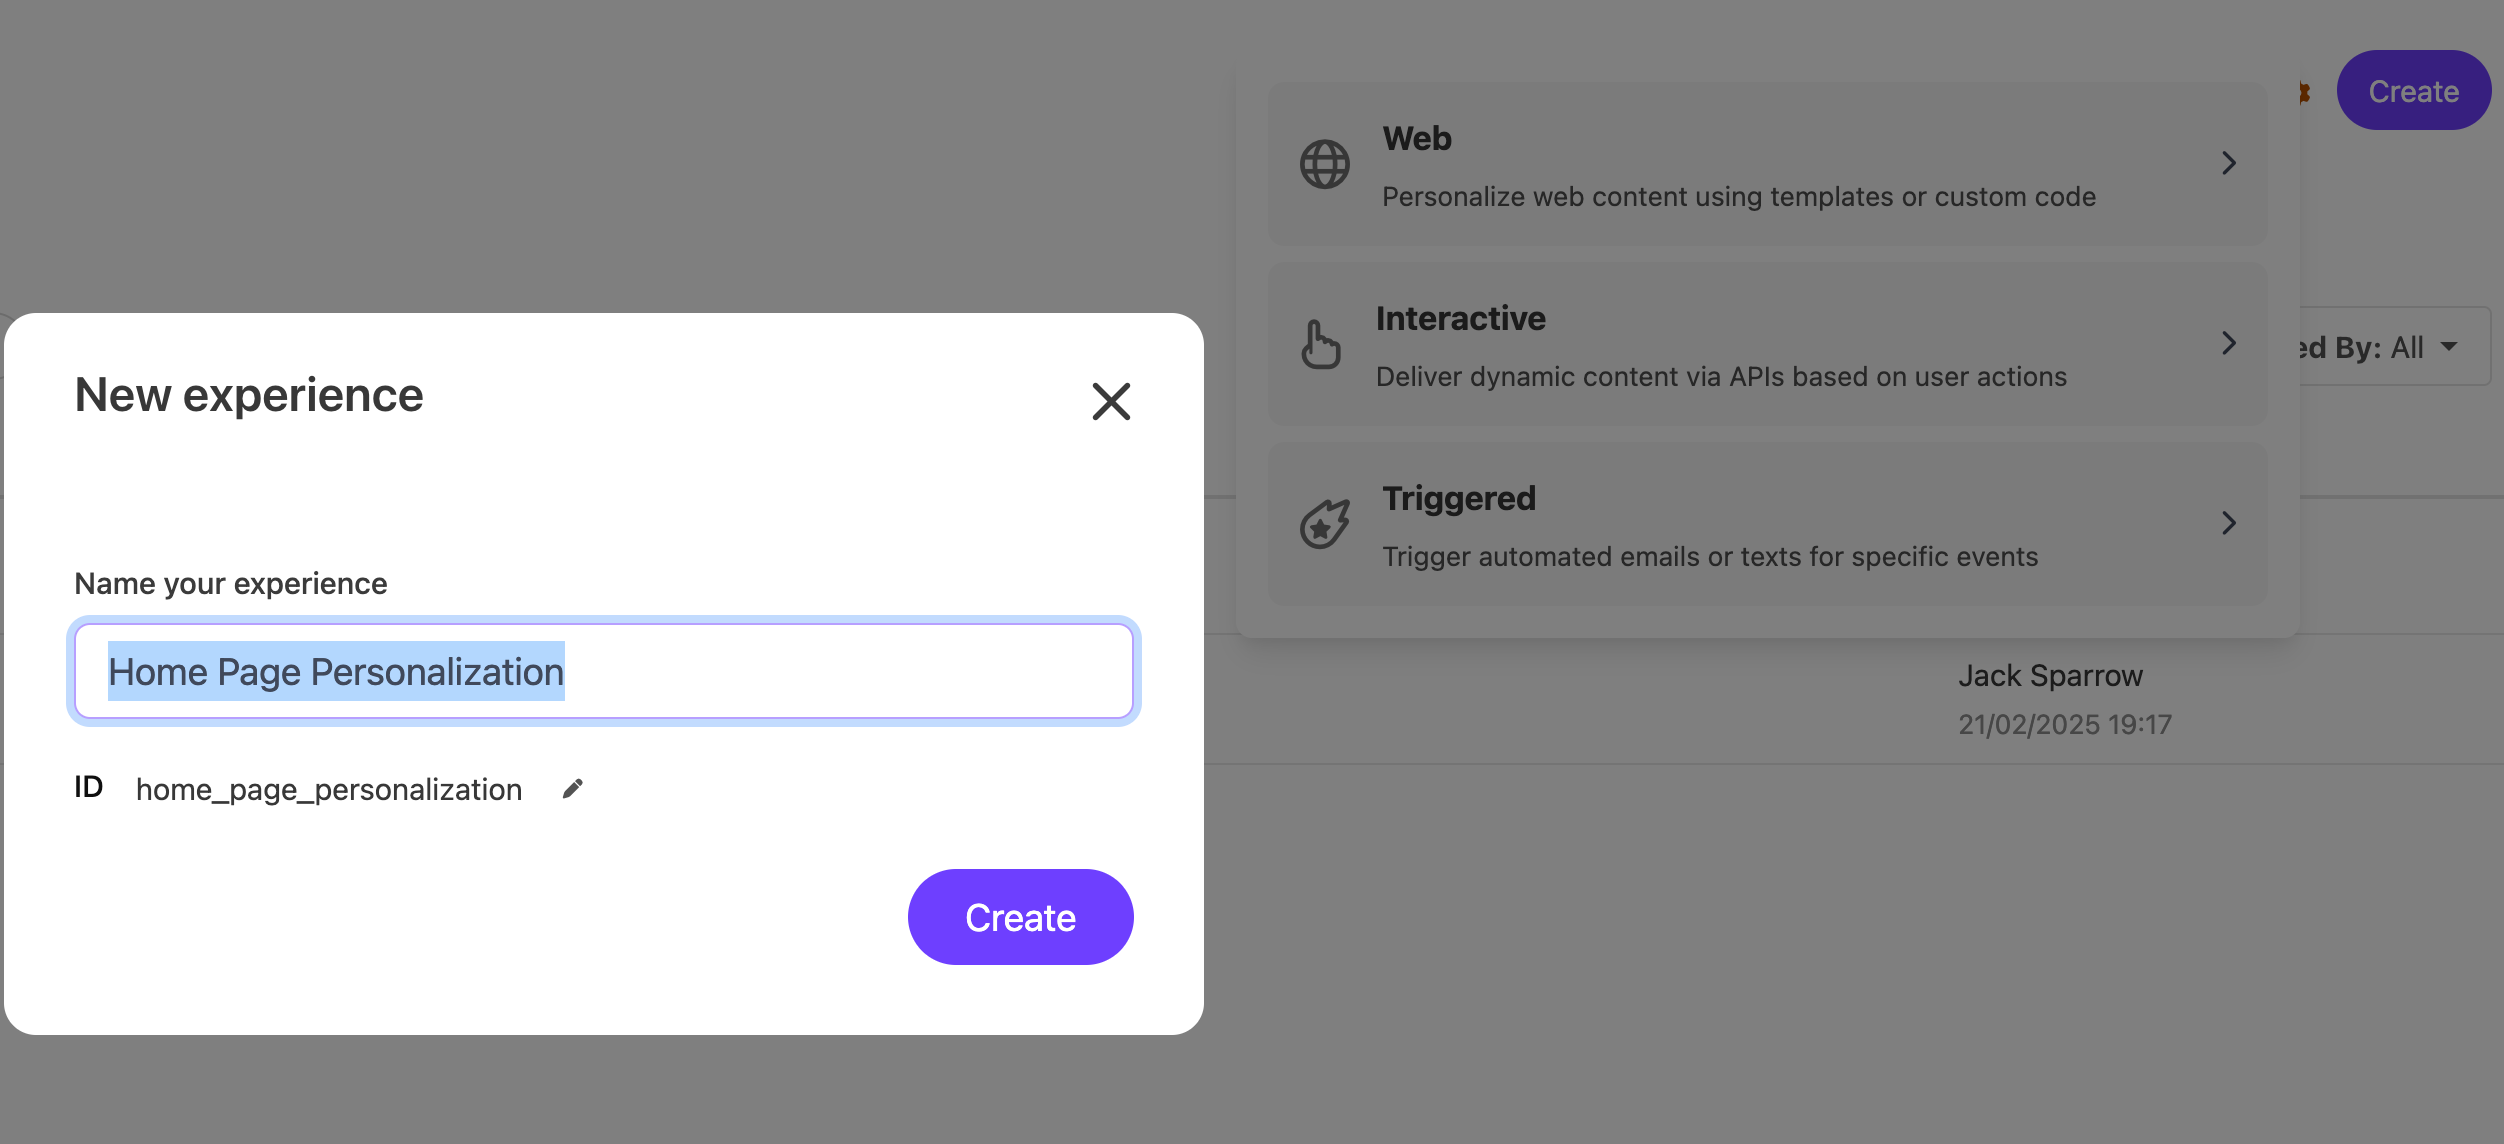 Create
Web
Personalize web content using templates or custom code
Interactive
Deliver dynamic content via APIs based on user actions
ed By: All
Triggered
Trigger automated emails or texts for specific events
Jack Sparrow
21/02/2025 19:17
New experience
Name your experience
Home Page Personalization
ID home_page_personalization
Create